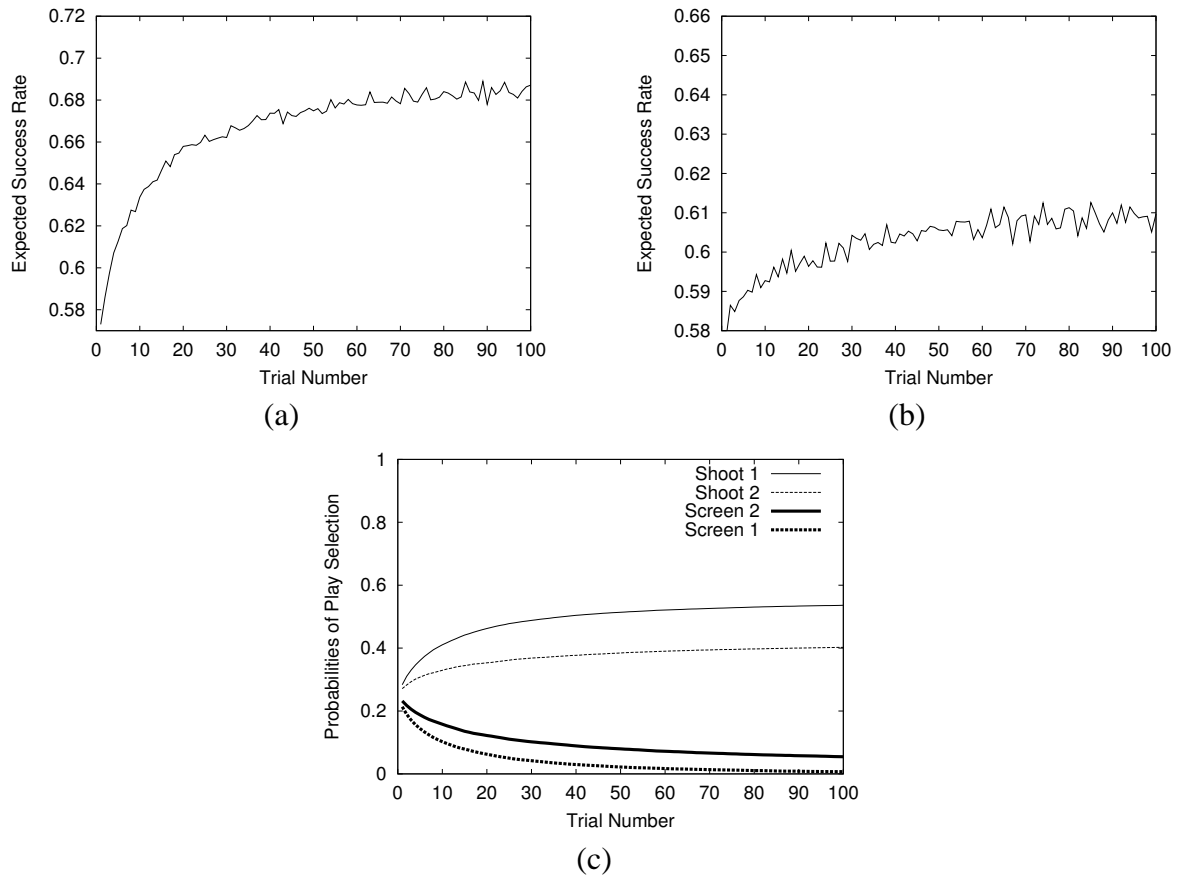 0.72
0.7
0.68
0.66
0.64
0.62
0.6
0.58
Expected Success Rate
0 10 20 30 40 50 60 70 80 90 100
Trial Number
(a)
0.66
0.65
0.64
0.63
0.62
0.61
0.6
0.59
0.58
Expected Success Rate
0 10 20 30 40 50 60 70 80 90 100
Trial Number
(b)
1
0.8
0.6
0.4
0.2
0
Probabilities of Play Selection
Shoot 1
Shoot 2
Screen 2
Screen 1
0 10 20 30 40 50 60 70 80 90 100
Trial Number
(c)